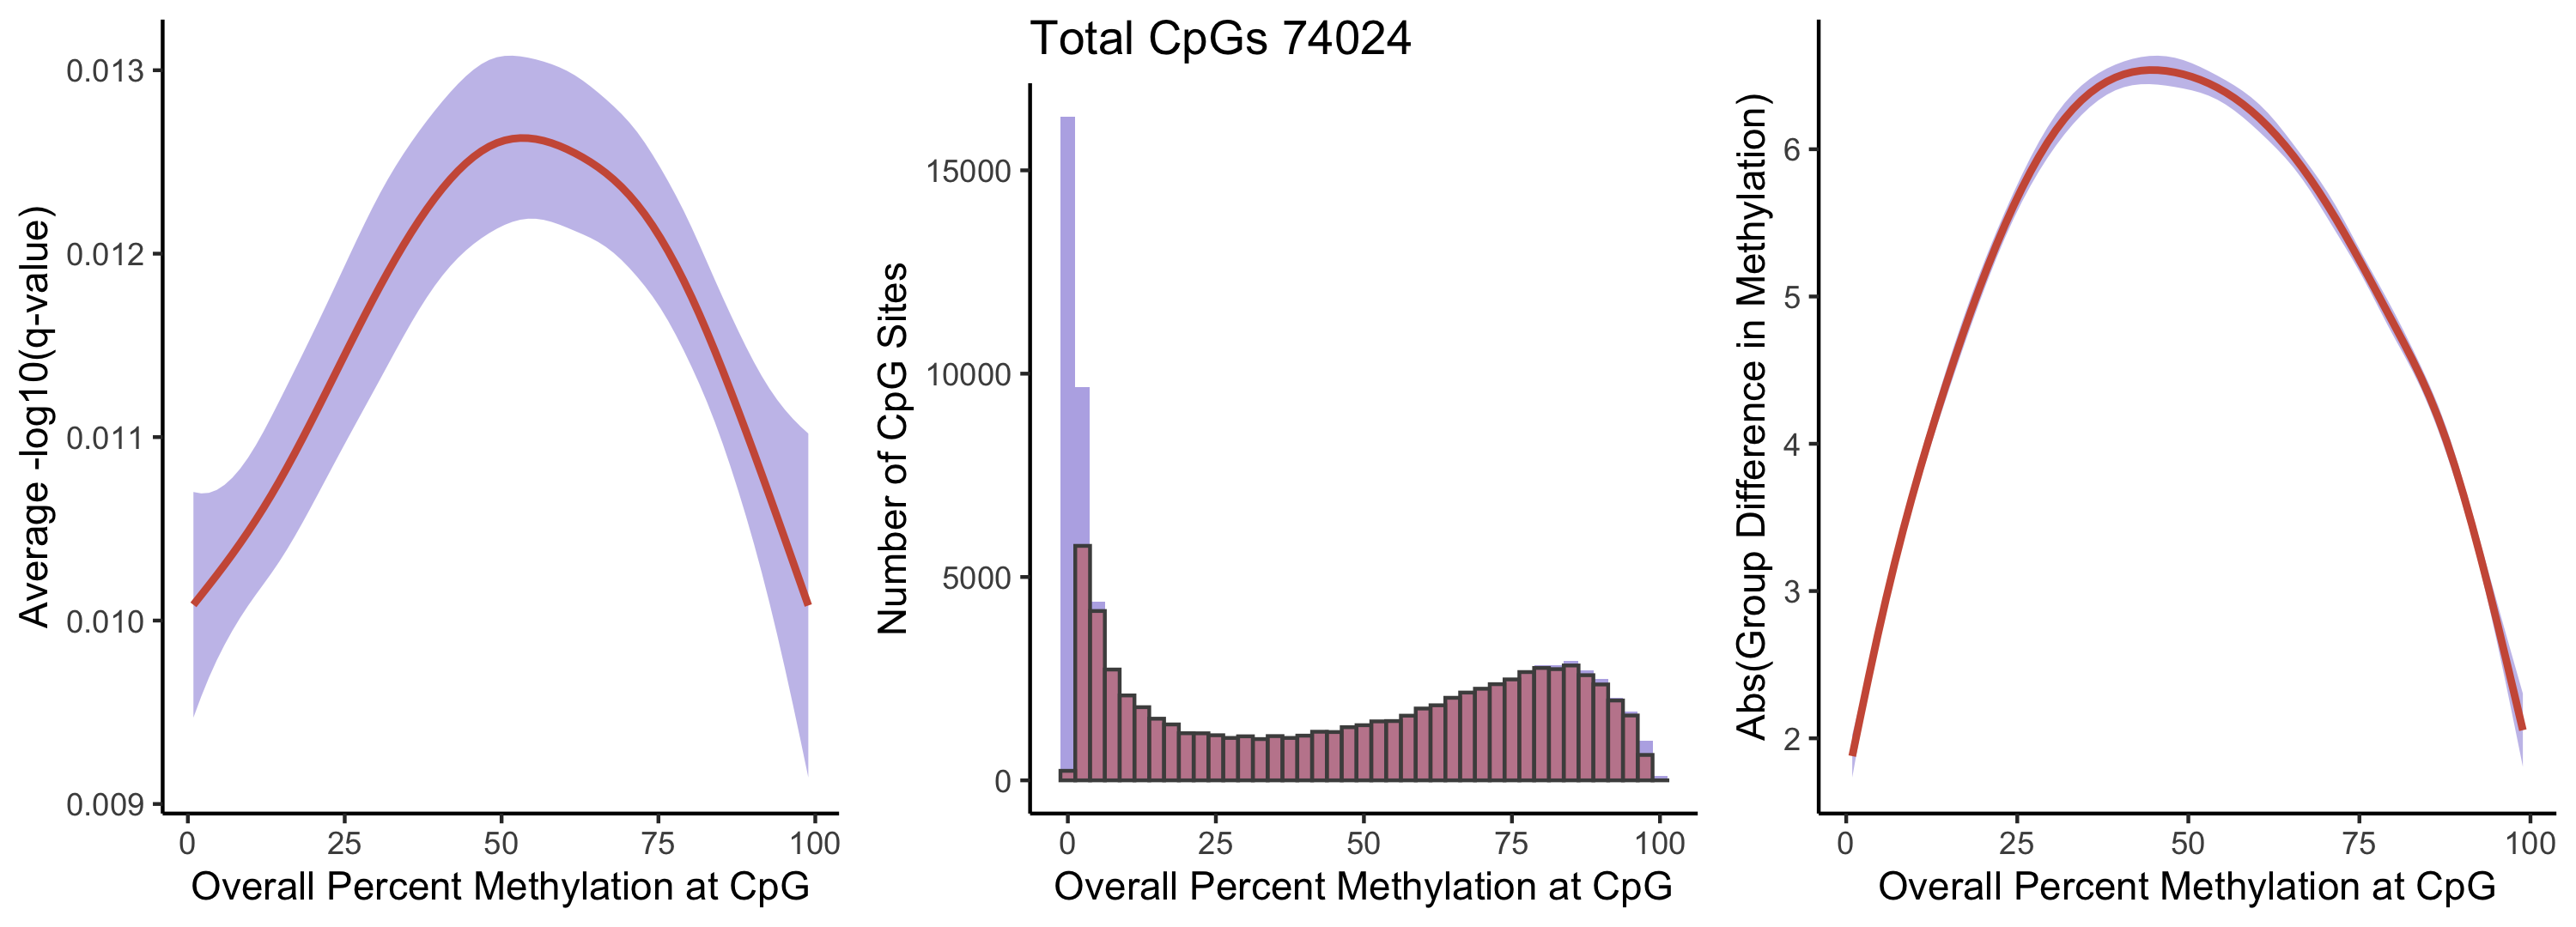 Average -log10(q-value)
0.013
0.012
0.011
0.010
0.009
0 25 50 75 100
Overall Percent Methylation at CpG
Total CpGs 74024
Number of CpG Sites
15000
10000
5000
0
0 25 50 75 100
Overall Percent Methylation at CpG
Abs(Group Difference in Methylation)
6
5
4
3
2
0 25 50 75 100
Overall Percent Methylation at CpG